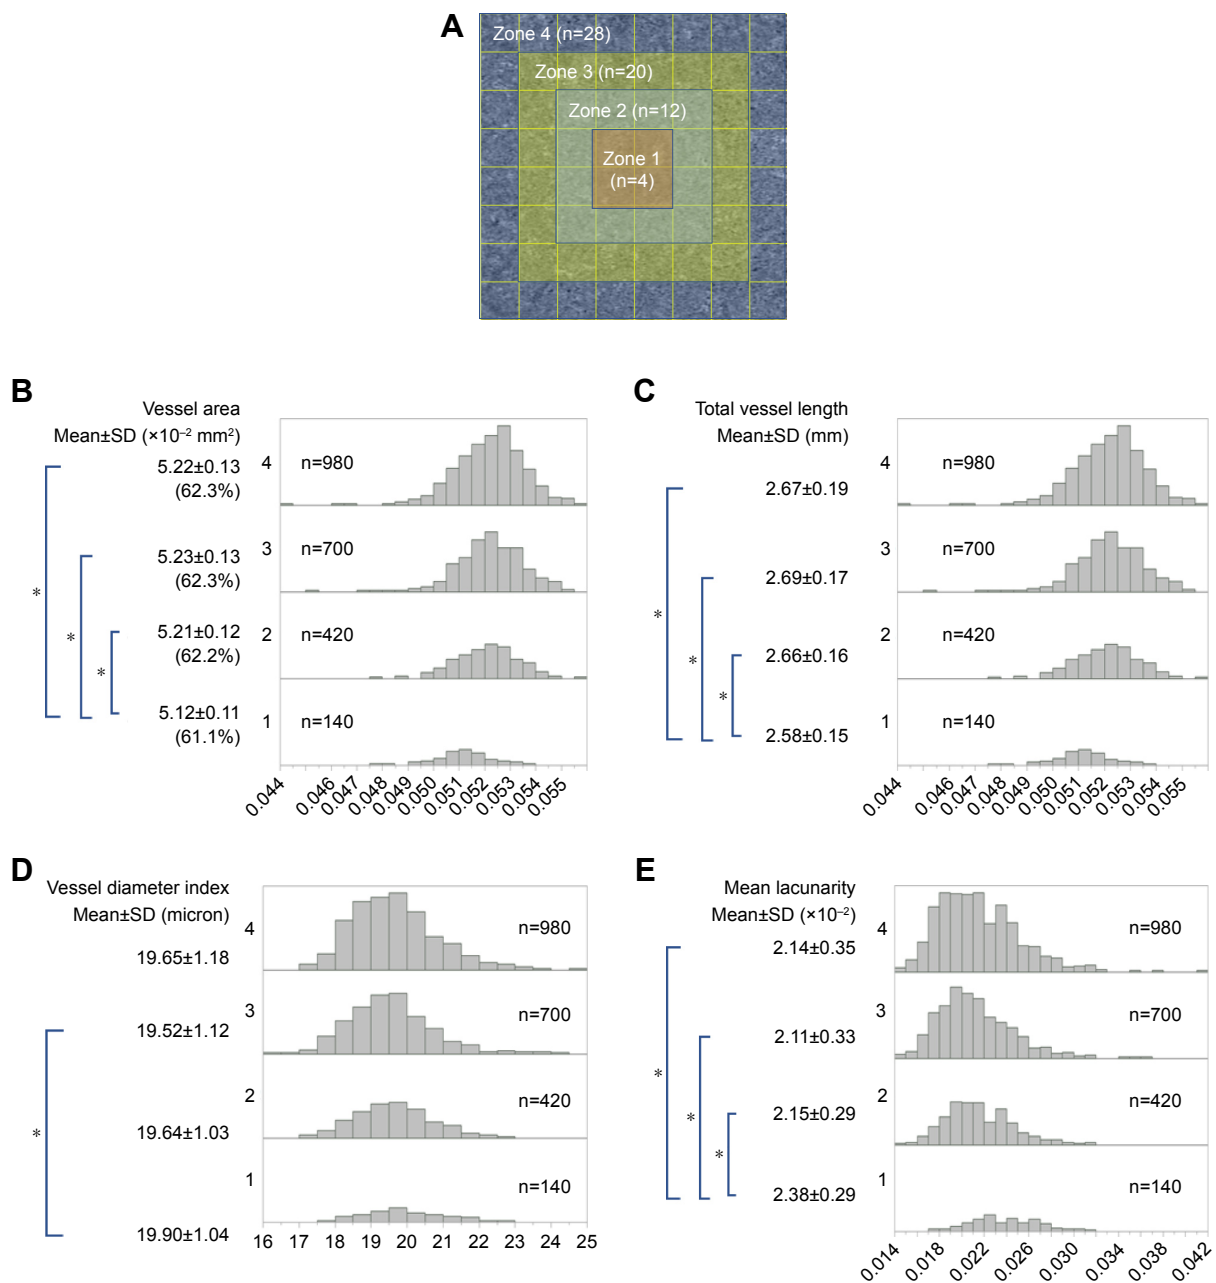 A
Zone 4 (n=28)
Zone 3 (n=20)
Zone 2 (n=12)
Zone 1
(n=4)
B
Vessel area
Mean±SD (×10⁻² mm²)
5.22±0.13
(62.3%)
5.23±0.13
(62.3%)
5.21±0.12
(62.2%)
5.12±0.11
(61.1%)
*
*
*
4
n=980
3
n=700
2
n=420
1
n=140
0.044
0.046
0.047
0.048
0.049
0.050
0.051
0.052
0.053
0.054
0.055
C
Total vessel length
Mean±SD (mm)
2.67±0.19
2.69±0.17
2.66±0.16
2.58±0.15
*
*
*
4
n=980
3
n=700
2
n=420
1
n=140
0.044
0.046
0.047
0.048
0.049
0.050
0.051
0.052
0.053
0.054
0.055
D
Vessel diameter index
Mean±SD (micron)
19.65±1.18
19.52±1.12
19.64±1.03
19.90±1.04
*
4
n=980
3
n=700
2
n=420
1
n=140
16 17 18 19 20 21 22 23 24 25
E
Mean lacunarity
Mean±SD (×10⁻²)
2.14±0.35
2.11±0.33
2.15±0.29
2.38±0.29
*
*
*
4
n=980
3
n=700
2
n=420
1
n=140
0.014
0.018
0.022
0.026
0.030
0.034
0.038
0.042